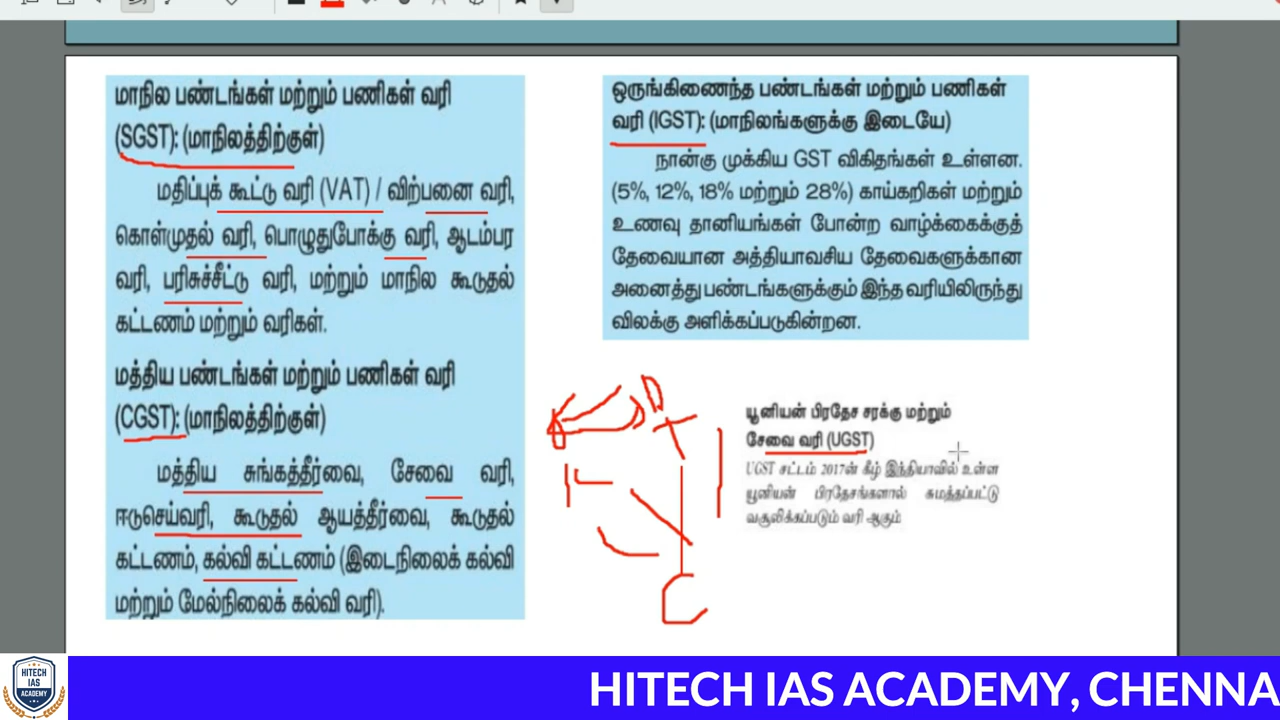 மாநில பண்டங்கள் மற்றும் பணிகள் வரி
(SGST): (மாநிலத்திற்குள்)
மதிப்புக் கூட்டு வரி (VAT) / விற்பனை வரி,
கொள்முதல் வரி, பொழுதுபோக்கு வரி, ஆடம்பர
வரி, பரிசுச்சீட்டு வரி, மற்றும் மாநில கூடுதல்
கட்டணம் மற்றும் வரிகள்.
மத்திய பண்டங்கள் மற்றும் பணிகள் வரி
(CGST): (மாநிலத்திற்குள்)
மத்திய சுங்கத்தீர்வை, சேவை வரி,
ஈடுசெய்வரி, கூடுதல் ஆயத்தீர்வை, கூடுதல்
கட்டணம், கல்வி கட்டணம் (இடைநிலைக் கல்வி
மற்றும் மேல்நிலைக் கல்வி வரி).
ஒருங்கிணைந்த பண்டங்கள் மற்றும் பணிகள்
வரி (IGST): (மாநிலங்களுக்கு இடையே)
நான்கு முக்கிய GST விகிதங்கள் உள்ளன.
(5%, 12%, 18% மற்றும் 28%) காய்கறிகள் மற்றும்
உணவு தானியங்கள் போன்ற வாழ்க்கைக்குத்
தேவையான அத்தியாவசிய தேவைகளுக்கான
அனைத்து பண்டங்களுக்கும் இந்த வரியிலிருந்து
விலக்கு அளிக்கப்படுகின்றன.
யூனியன் பிரதேச சரக்கு மற்றும்
சேவை வரி (UGST)
UGST சட்டம் 2017ன் கீழ் இந்தியாவில் உள்ள
யூனியன் பிரதேசங்களால் சுமத்தப்பட்டு
வசூலிக்கப்படும் வரி ஆகும்
C
HITECH
IAS
ACADEMY
HITECH IAS ACADEMY, CHENNA